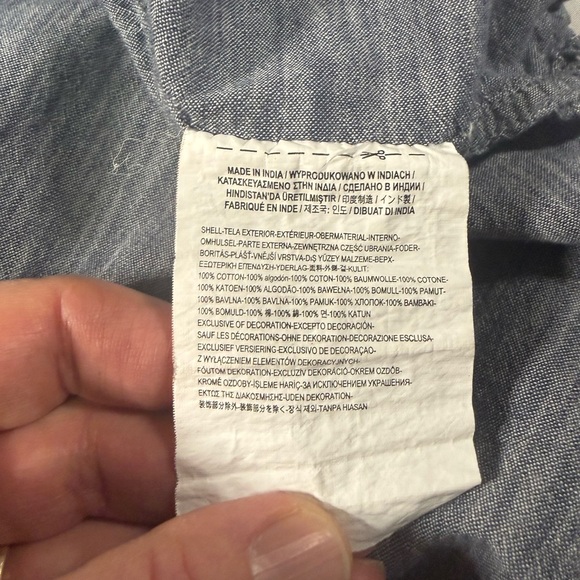 MADE IN INDIA / WYPRODUKOWANO W INDIACH /
ΚΑΤΑΣΚΕΥΑΣΜΕΝΟ ΣΤΗΝ ΙΝΔΙΑ / СДЕЛАНО В ИНДИИ /
HINDISTAN'DA ÜRETILMIŞTIR / 印度制造 / インド製 /
FABRIQUÉ EN INDE / 제조국: 인도 / DIBUAT DI INDIA
SHELL-TELA EXTERIOR-EXTÉRIEUR-OBERMATERIAL-INTERNO-
OMHULSEL-PARTE EXTERNA-ZEWNĘTRZNA CZĘŚĆ UBRANIA-FODER-
BORITÁS-PLÁŠŤ-VNĚJŠÍ VRSTVA-DIŞ YÜZEY MALZEME-ВЕРХ-
ΕΞΩΤΕΡΙΚΗ ΕΠΕΝΔΥΣΗ-YDERLAG-面料-外側-겉-KULIT:
100% COTTON-100% algodón-100% COTON-100% BAUMWOLLE-100% COTONE-
100% KATOEN-100% ALGODÃO-100% BAWEŁNA-100% BOMULL-100% PAMUT-
100% BAVLNA-100% BAVLNA-100% PAMUK-100% ХЛОПОК-100% ΒΑΜΒΑΚΙ-
100% BOMULD-100% 棉-100% 綿-100% 면-100% KATUN
EXCLUSIVE OF DECORATION-EXCEPTO DECORACIÓN-
SAUF LES DÉCORATIONS-OHNE DEKORATION-DECORAZIONE ESCLUSA-
EXCLUSIEF VERSIERING-EXCLUSIVO DE DECORAÇÃO-
Z WYŁĄCZENIEM ELEMENTÓW DEKORACYJNYCH-
FÖUTOM DEKORATION-EXCLUZÍV DEKORÁCIÓ-OKREM OZDÔB-
KROMĚ OZDOBY-İŞLEME HARİÇ-ЗА ИСКЛЮЧЕНИЕМ УКРАШЕНИЯ-
ΕΚΤΟΣ ΤΗΣ ΔΙΑΚΟΣΜΗΣΗΣ-UDEN DEKORATION-
装饰部分除外-装飾部分を除く-장식 제외-TANPA HIASAN